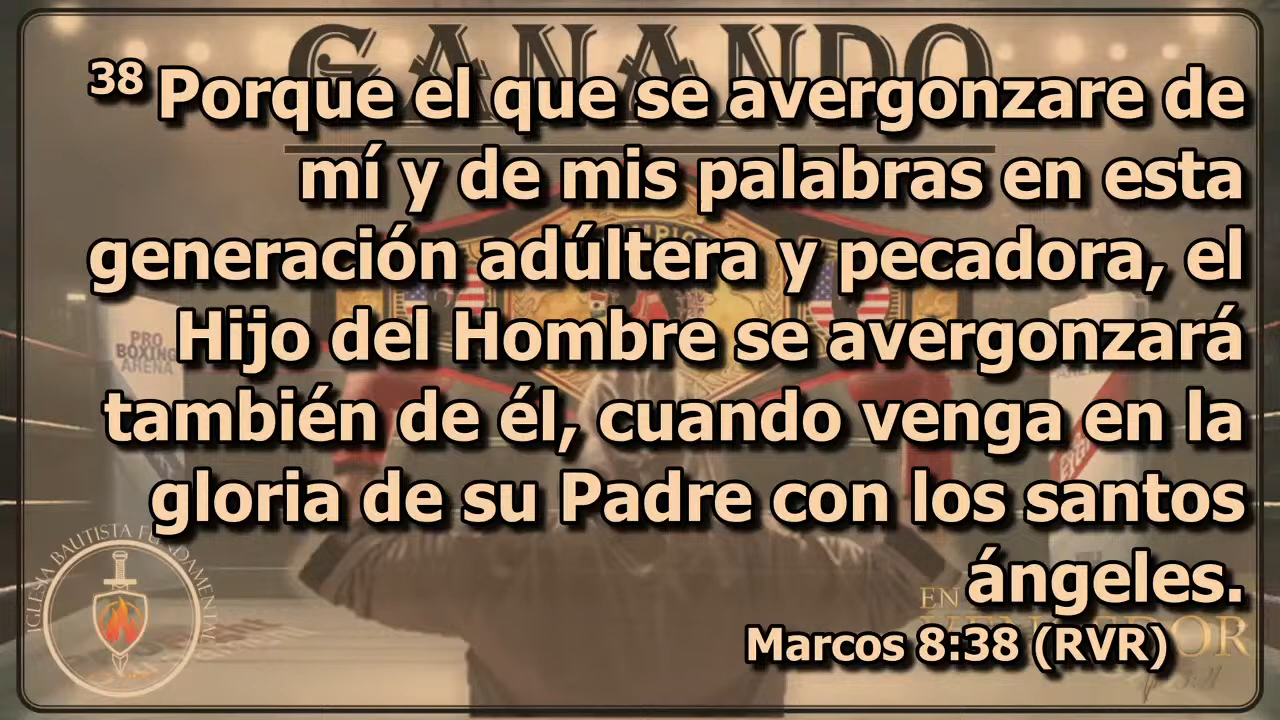 GANANDO
38 Porque el que se avergonzare de
mí y de mis palabras en esta
generación adúltera y pecadora, el
Hijo del Hombre se avergonzará
también de él, cuando venga en la
gloria de su Padre con los santos
ángeles.
Marcos 8:38 (RVR)
PRO
BOXING
ARENA
IGLESIA BAUTISTA
EN